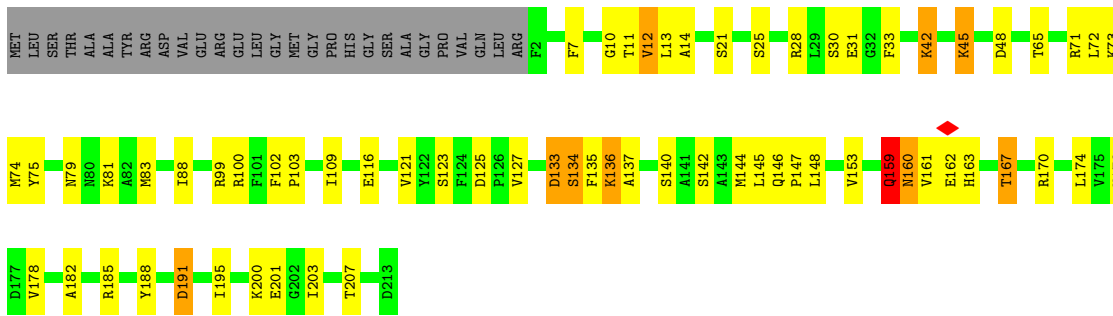 MET LEU SER THR ALA ALA TYR ARG ASP VAL GLU ARG GLU LEU GLY MET GLY PRO HIS GLY SER ALA GLY PRO VAL GLN LEU ARG F2 F7 G10 T11 V12 L13 A14 S21 S25 R28 L29 S30 E31 G32 F33 K42 K45 D48 T65 R71 L72
M74 Y75 N79 N80 K81 A82 M83 I88 R99 R100 F101 F102 P103 I109 E116 V121 Y122 S123 F124 D125 P126 V127 D133 S134 F135 K136 A137 S140 A141 S142 A143 M144 L145 Q146 P147 L148 V153 Q159 N160 V161 E162 H163 T167 R170 L174 V175
D177 V178 A182 R185 Y188 D191 I195 K200 E201 G202 I203 T207 D213